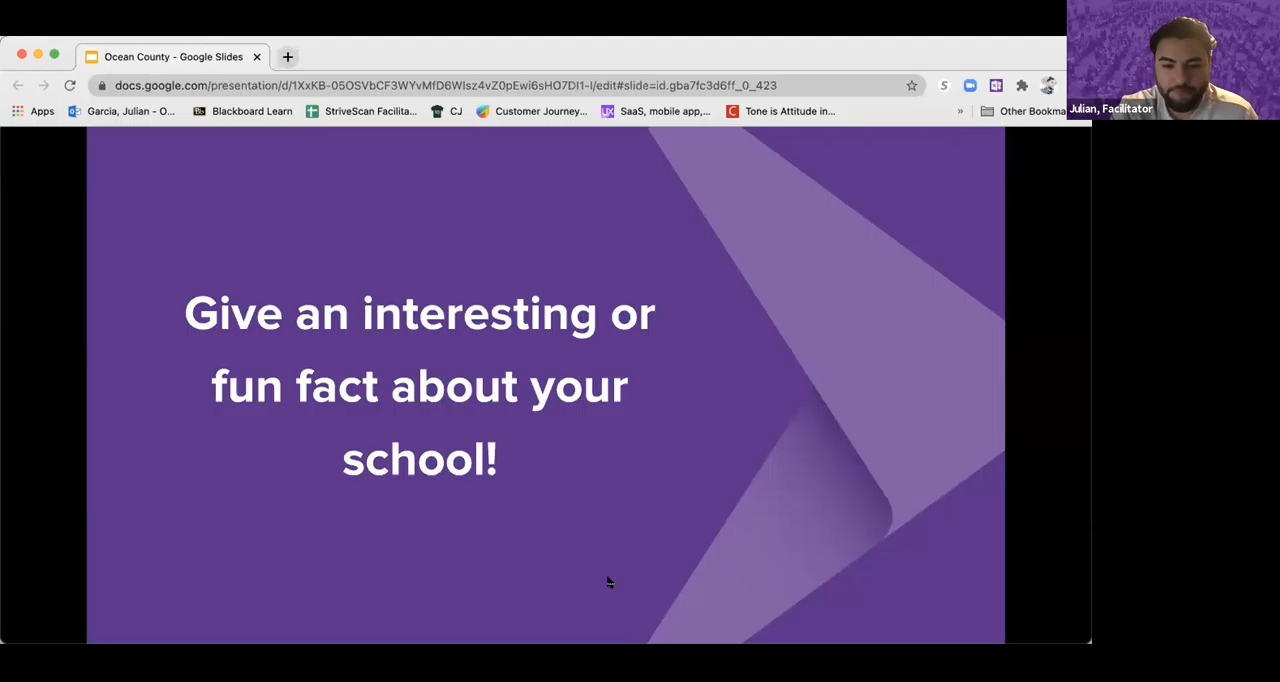 Ocean County - Google Slides
docs.google.com/presentation/d/1XxKB-05OSVbCF3WYvMfD6WIsz4vZ0pEwi6sHO7DI1-I/edit#slide=id.gba7fc3d6ff_0_423
Apps
Garcia, Julian - O...
Bb
Blackboard Learn
StriveScan Facilita...
CJ
Customer Journey...
UX
SaaS, mobile app,...
C
Tone is Attitude in...
»
Other Bookma
Julian, Facilitator
Give an interesting or
fun fact about your
school!